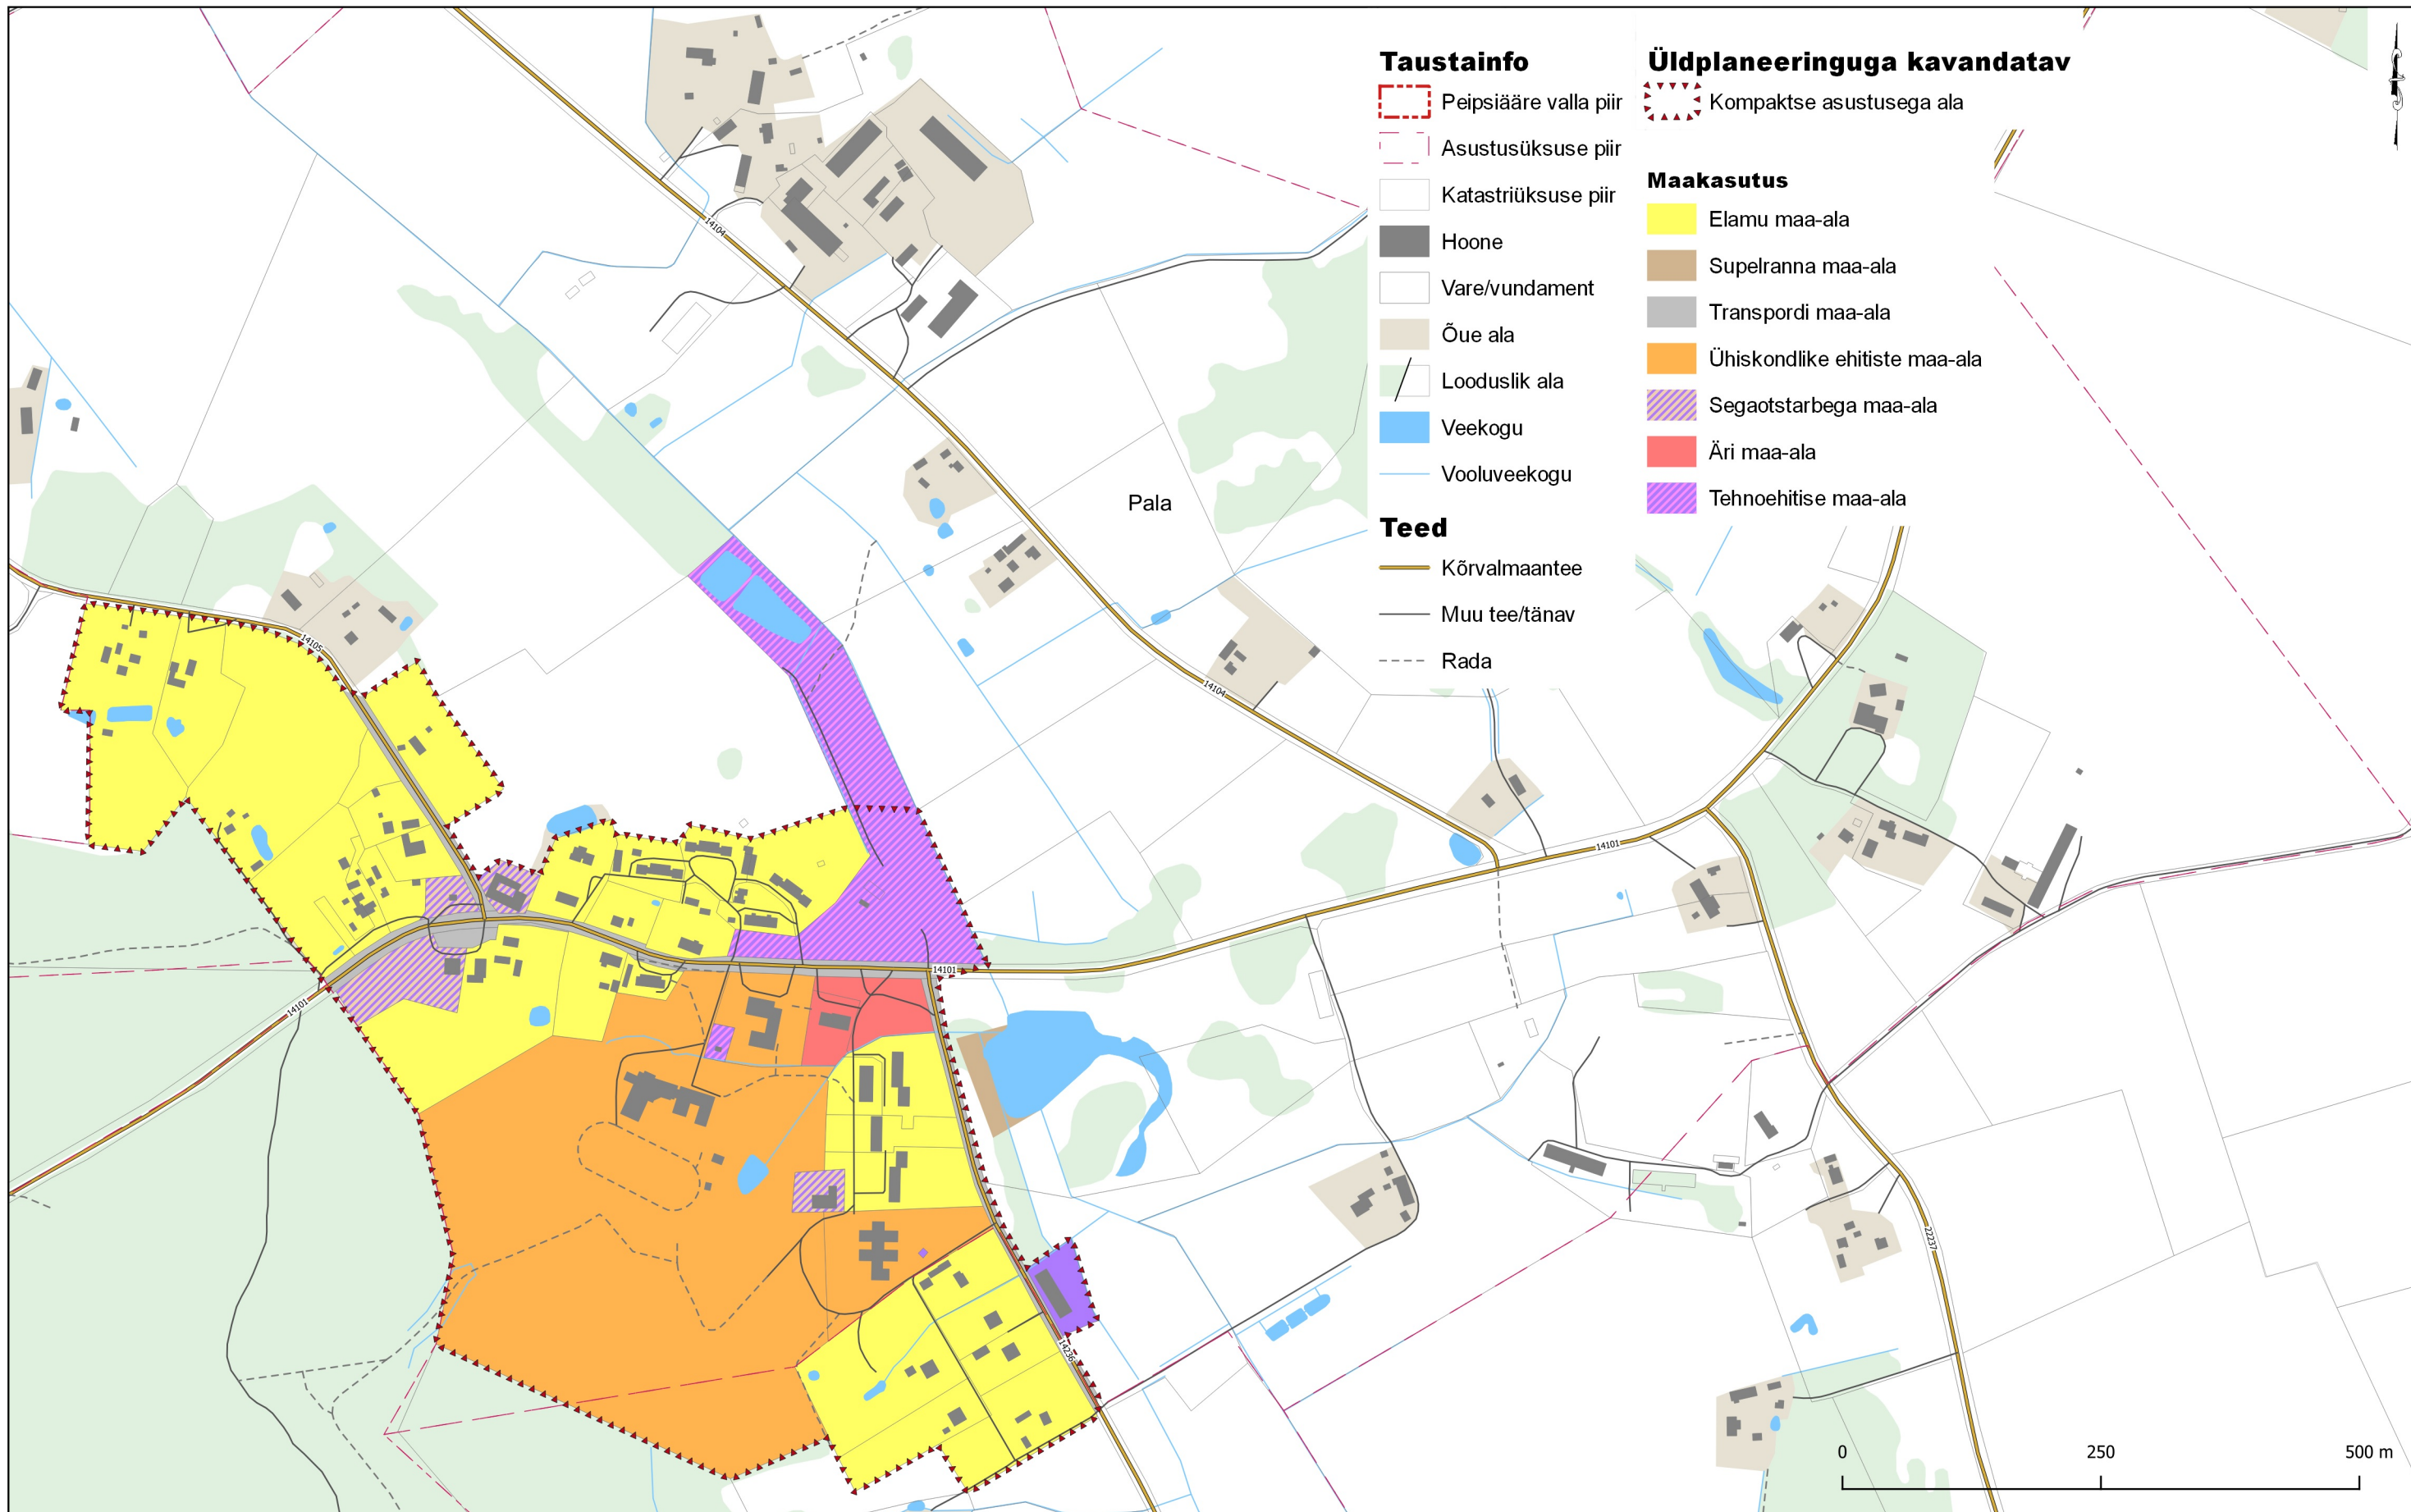 Taustainfo
Peipsiääre valla piir
Asustusüksuse piir
Katastriüksuse piir
Hoone
Vare/vundament
Õue ala
Looduslik ala
Veekogu
Vooluveekogu
Teed
Kõrvalmaantee
Muu tee/tänav
Rada
Üldplaneeringuga kavandatav
Kompaktse asustusega ala
Maakasutus
Elamu maa-ala
Supelranna maa-ala
Transpordi maa-ala
Ühiskondlike ehitiste maa-ala
Segaotstarbega maa-ala
Äri maa-ala
Tehnoehitise maa-ala
14104
Pala
14105
14104
14101
14101
14101
22237
14236
0 250 500 m